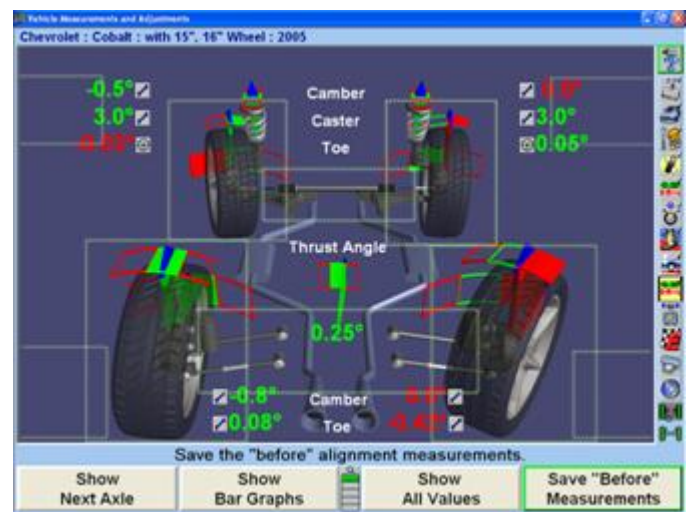 Vehicle Measurements and Adjustments
Chevrolet : Cobalt : with 15", 16" Wheel : 2005
-0.5°
Camber
3.0°
Caster
3.0°
Toe
0.05°
Thrust Angle
0.25°
-0.8°
Camber
0.08°
Toe
Save the "before" alignment measurements.
Show
Next Axle
Show
Bar Graphs
Show
All Values
Save "Before"
Measurements